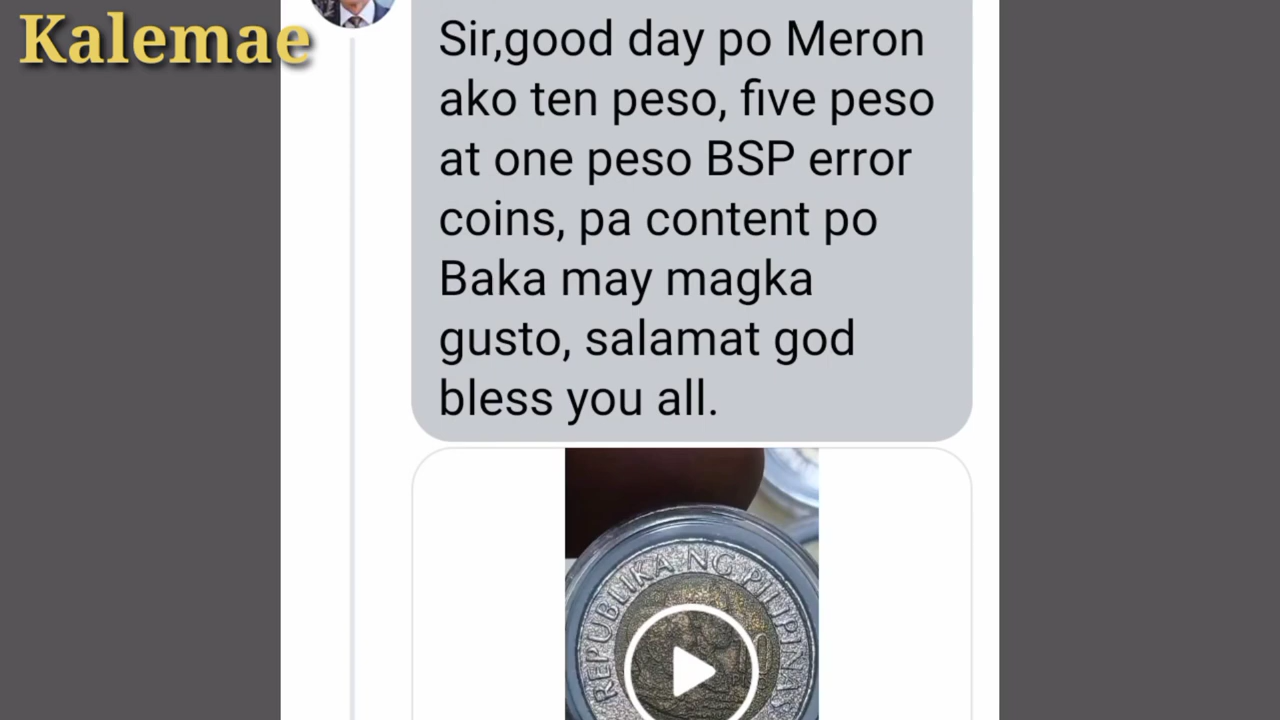 Kalemae
Sir,good day po Meron
ako ten peso, five peso
at one peso BSP error
coins, pa content po
Baka may magka
gusto, salamat god
bless you all.
REPUBLIKA NG PILIPINAS
10